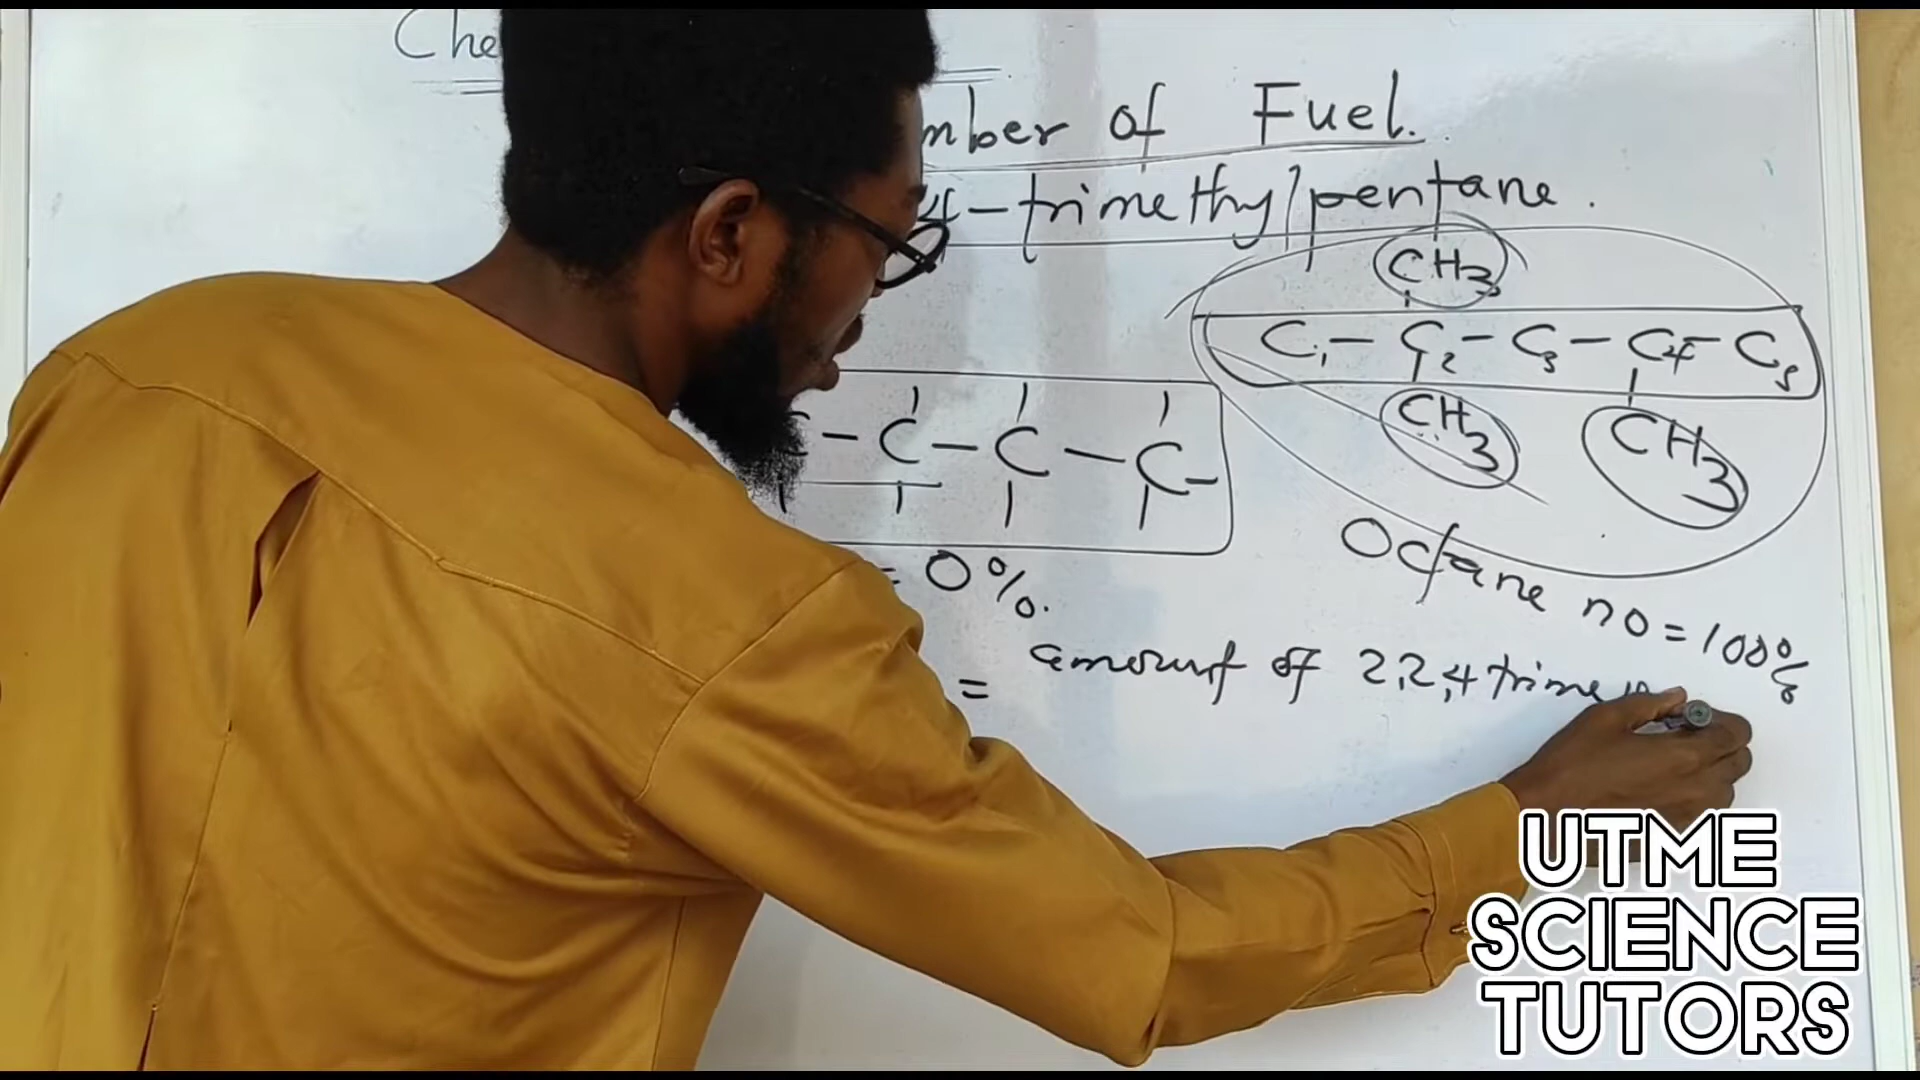 Che
mber of Fuel.
4-trimethylpentane.
CH3
C1-C2-C3-C4-C5
CH3 CH3
-C-C-C-
= 0%.
Octane no=100%
= amount of 2,2,4 trime
UTME
SCIENCE
TUTORS